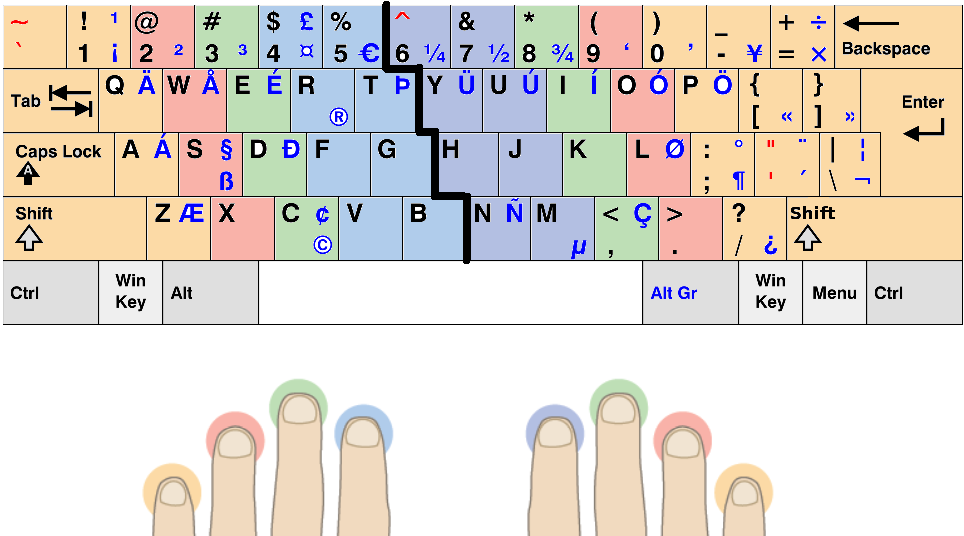 ~ ! ¹ @ # $ £ % ^ & * ( ) _ + ÷ Backspace
` 1 ¡ 2 ² 3 ³ 4 ¤ 5 € 6 ¼ 7 ½ 8 ¾ 9 ‘ 0 ’ - ¥ = ×
Tab Q Ä W Å E É R T Þ Y Ü U Ú I Í O Ó P Ö { } Enter
® [ « ] »
Caps Lock A Á S § D Ð F G H J K L Ø : ° " ¨ | ¦
A ß ; ¶ ' ´ \ ¬
Shift Z Æ X C ¢ V B N Ñ M < Ç > ? Shift
© µ , . / ¿
Ctrl Win Key Alt Alt Gr Win Key Menu Ctrl